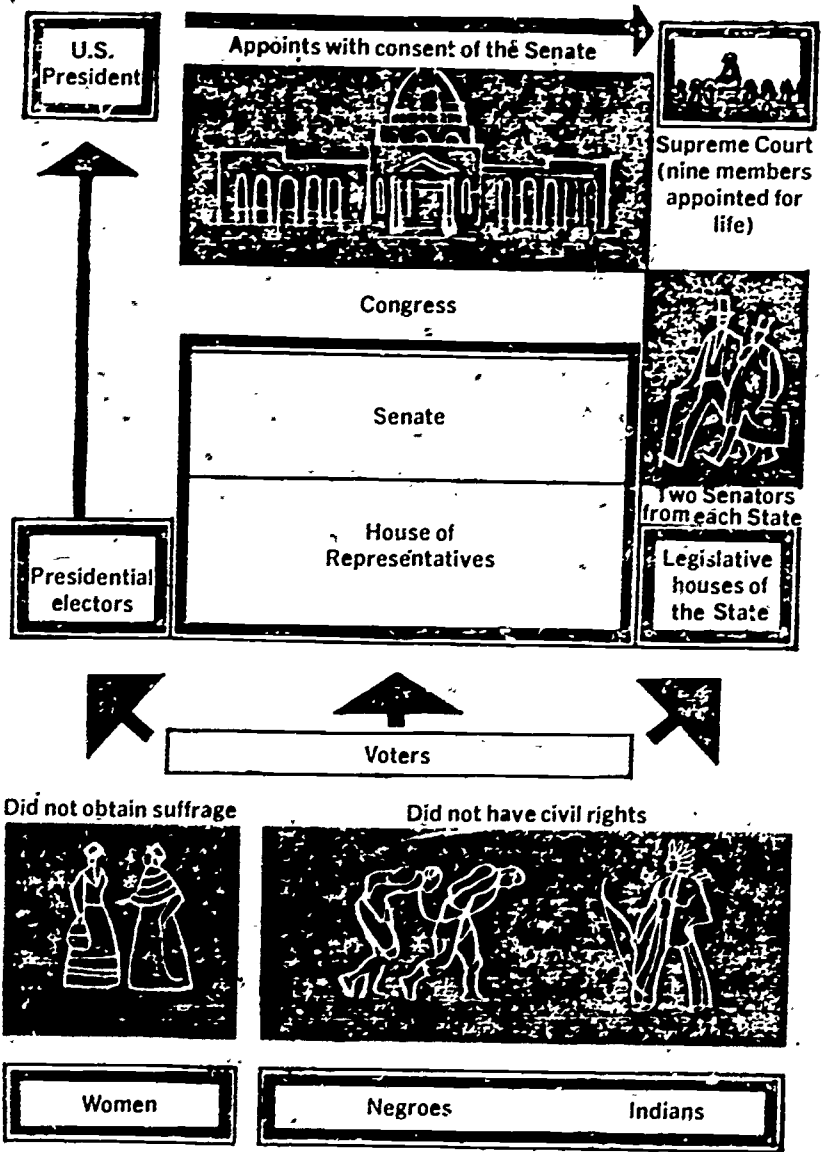 U.S.
President
Appoints with consent of the Senate
Supreme Court
(nine members
appointed for
life)
Congress
Senate
House of
Representatives
Two Senators
from each State
Presidential
electors
Legislative
houses of
the State
Voters
Did not obtain suffrage
Did not have civil rights
Women
Negroes
Indians